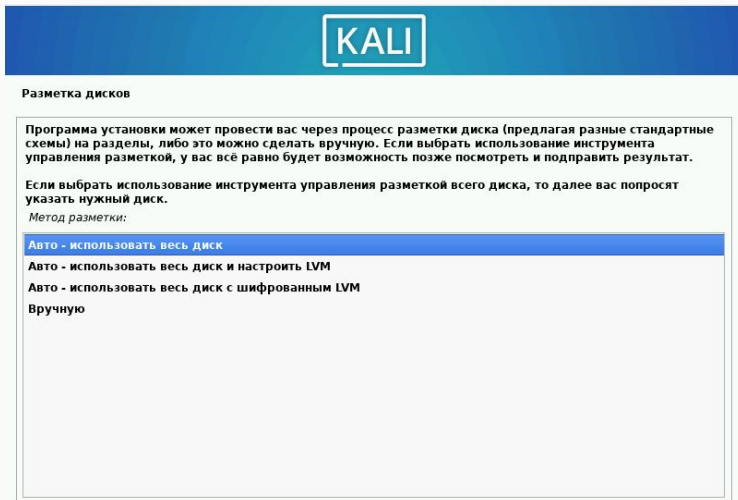 KALI
Разметка дисков
Программа установки может провести вас через процесс разметки диска (предлагая разные стандартные
схемы) на разделы, либо это можно сделать вручную. Если выбрать использование инструмента
управления разметкой, у вас всё равно будет возможность позже посмотреть и подправить результат.
Если выбрать использование инструмента управления разметкой всего диска, то далее вас попросят
указать нужный диск.
Метод разметки:
Авто - использовать весь диск
Авто - использовать весь диск и настроить LVM
Авто - использовать весь диск с шифрованным LVM
Вручную